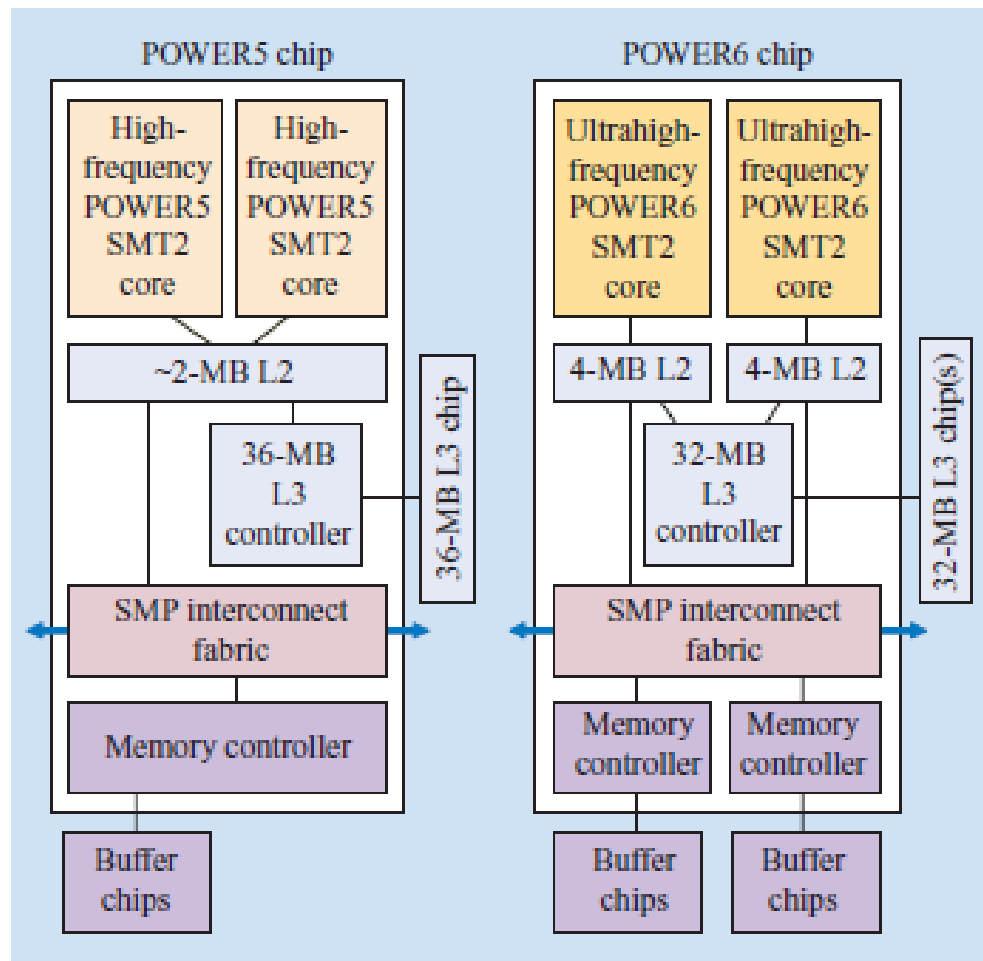 POWER5 chip
High-
frequency
POWER5
SMT2
core
High-
frequency
POWER5
SMT2
core
~2-MB L2
36-MB
L3
controller
36-MB L3 chip
SMP interconnect
fabric
Memory controller
Buffer
chips
POWER6 chip
Ultrahigh-
frequency
POWER6
SMT2
core
Ultrahigh-
frequency
POWER6
SMT2
core
4-MB L2
4-MB L2
32-MB
L3
controller
32-MB L3 chip(s)
SMP interconnect
fabric
Memory
controller
Memory
controller
Buffer
chips
Buffer
chips